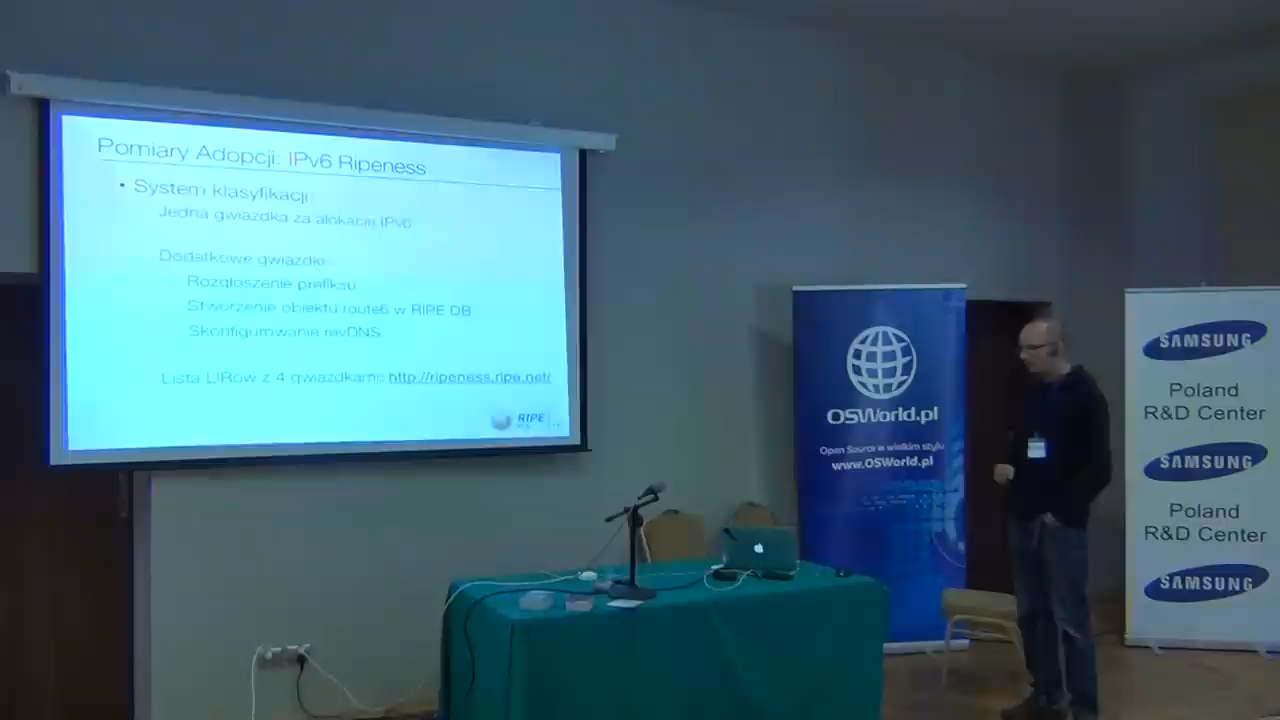 Pomiary Adopcji: IPv6 Ripeness
• System klasyfikacji
Jedna gwiazdka za alokację IPv6
Dodatkowe gwiazdki
Rozgłoszenie prefiksu
Stworzenie obiektu route6 w RIPE DB
Skonfigurowanie revDNS
Lista LIRów z 4 gwiazdkami: http://ripeness.ripe.net/
RIPE
OSWorld.pl
Open Source w wielkim stylu
www.OSWorld.pl
SAMSUNG
Poland
R&D Center
SAMSUNG
Poland
R&D Center
SAMSUNG